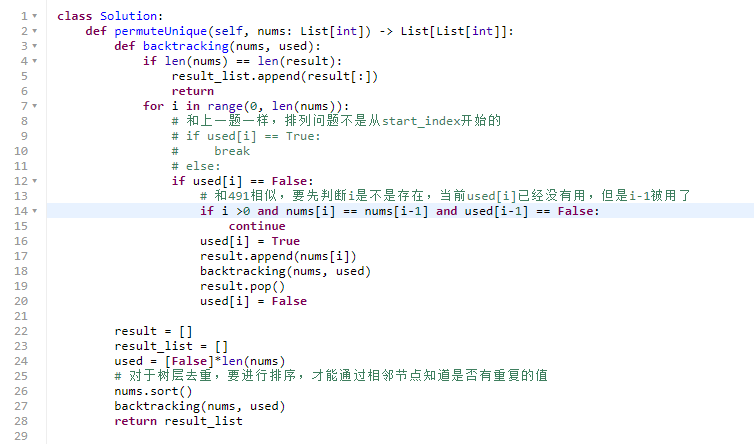 1 class Solution:
2     def permuteUnique(self, nums: List[int]) -> List[List[int]]:
3         def backtracking(nums, used):
4             if len(nums) == len(result):
5                 result_list.append(result[:])
6                 return
7             for i in range(0, len(nums)):
8                 # 和上一题一样，排列问题不是从start_index开始的
9                 # if used[i] == True:
10                 #     break
11                 # else:
12                 if used[i] == False:
13                     # 和491相似，要先判断i是不是存在，当前used[i]已经没有用，但是i-1被用了
14                     if i >0 and nums[i] == nums[i-1] and used[i-1] == False:
15                         continue
16                     used[i] = True
17                     result.append(nums[i])
18                     backtracking(nums, used)
19                     result.pop()
20                     used[i] = False
21
22         result = []
23         result_list = []
24         used = [False]*len(nums)
25         # 对于树层去重，要进行排序，才能通过相邻节点知道是否有重复的值
26         nums.sort()
27         backtracking(nums, used)
28         return result_list
29